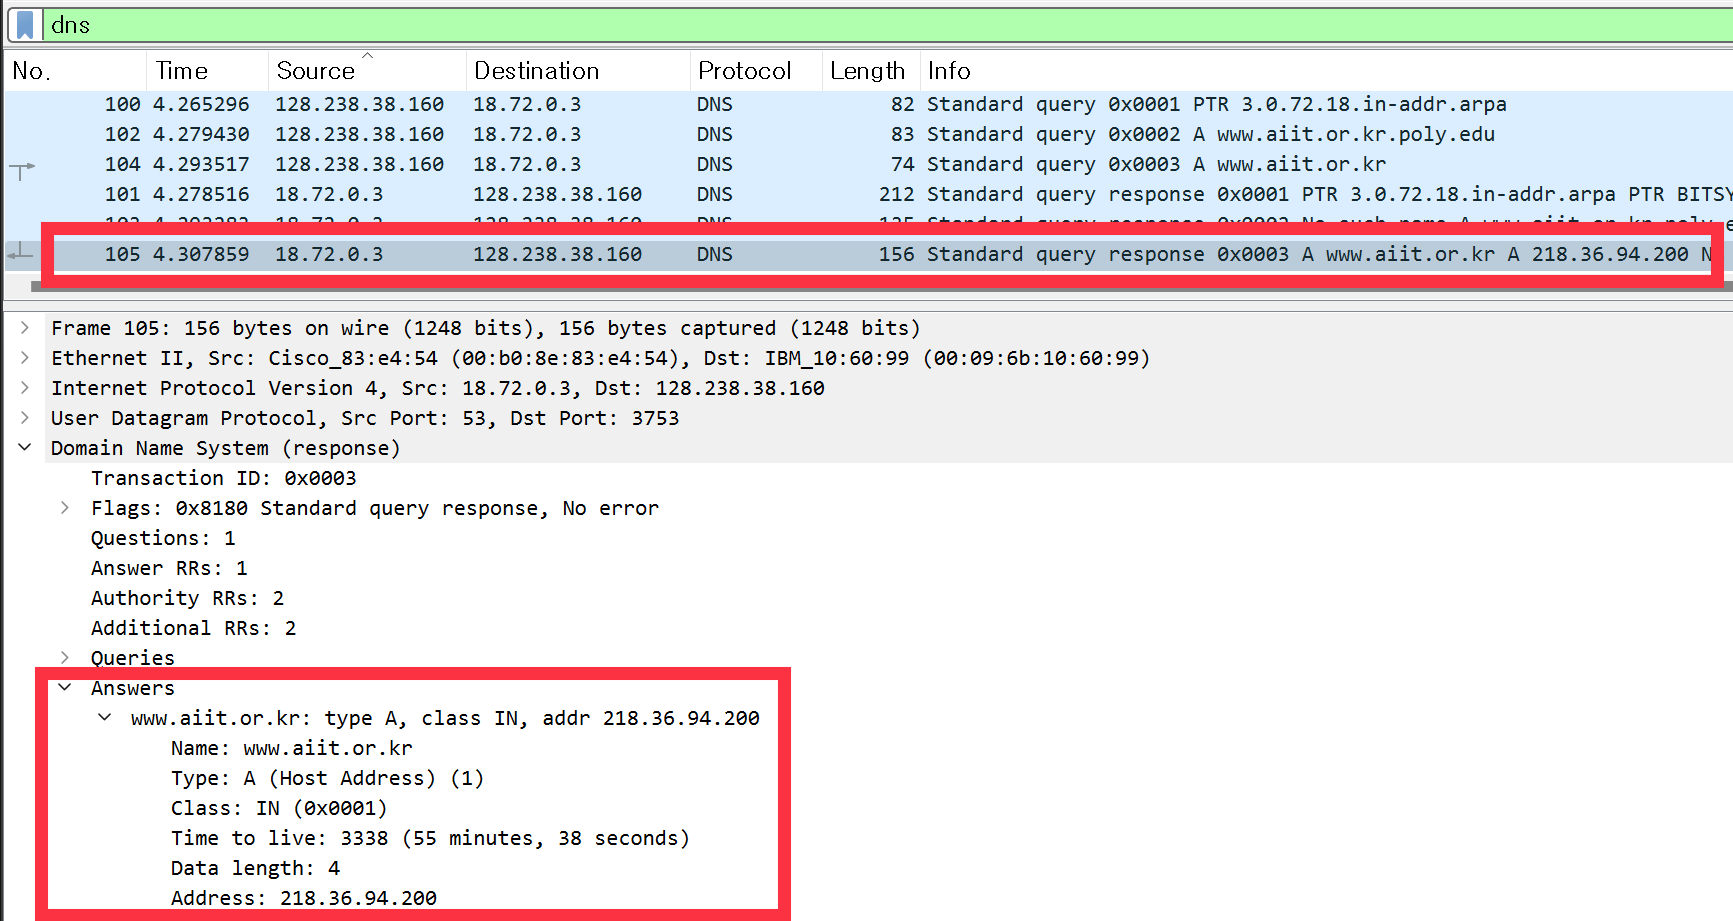 dns
No. Time Source Destination Protocol Length Info
100 4.265296 128.238.38.160 18.72.0.3 DNS 82 Standard query 0x0001 PTR 3.0.72.18.in-addr.arpa
102 4.279430 128.238.38.160 18.72.0.3 DNS 83 Standard query 0x0002 A www.aiit.or.kr.poly.edu
104 4.293517 128.238.38.160 18.72.0.3 DNS 74 Standard query 0x0003 A www.aiit.or.kr
101 4.278516 18.72.0.3 128.238.38.160 DNS 212 Standard query response 0x0001 PTR 3.0.72.18.in-addr.arpa PTR BITSY
105 4.307859 18.72.0.3 128.238.38.160 DNS 156 Standard query response 0x0003 A www.aiit.or.kr A 218.36.94.200 N
Frame 105: 156 bytes on wire (1248 bits), 156 bytes captured (1248 bits)
Ethernet II, Src: Cisco_83:e4:54 (00:b0:8e:83:e4:54), Dst: IBM_10:60:99 (00:09:6b:10:60:99)
Internet Protocol Version 4, Src: 18.72.0.3, Dst: 128.238.38.160
User Datagram Protocol, Src Port: 53, Dst Port: 3753
Domain Name System (response)
Transaction ID: 0x0003
Flags: 0x8180 Standard query response, No error
Questions: 1
Answer RRs: 1
Authority RRs: 2
Additional RRs: 2
Queries
Answers
www.aiit.or.kr: type A, class IN, addr 218.36.94.200
Name: www.aiit.or.kr
Type: A (Host Address) (1)
Class: IN (0x0001)
Time to live: 3338 (55 minutes, 38 seconds)
Data length: 4
Address: 218.36.94.200